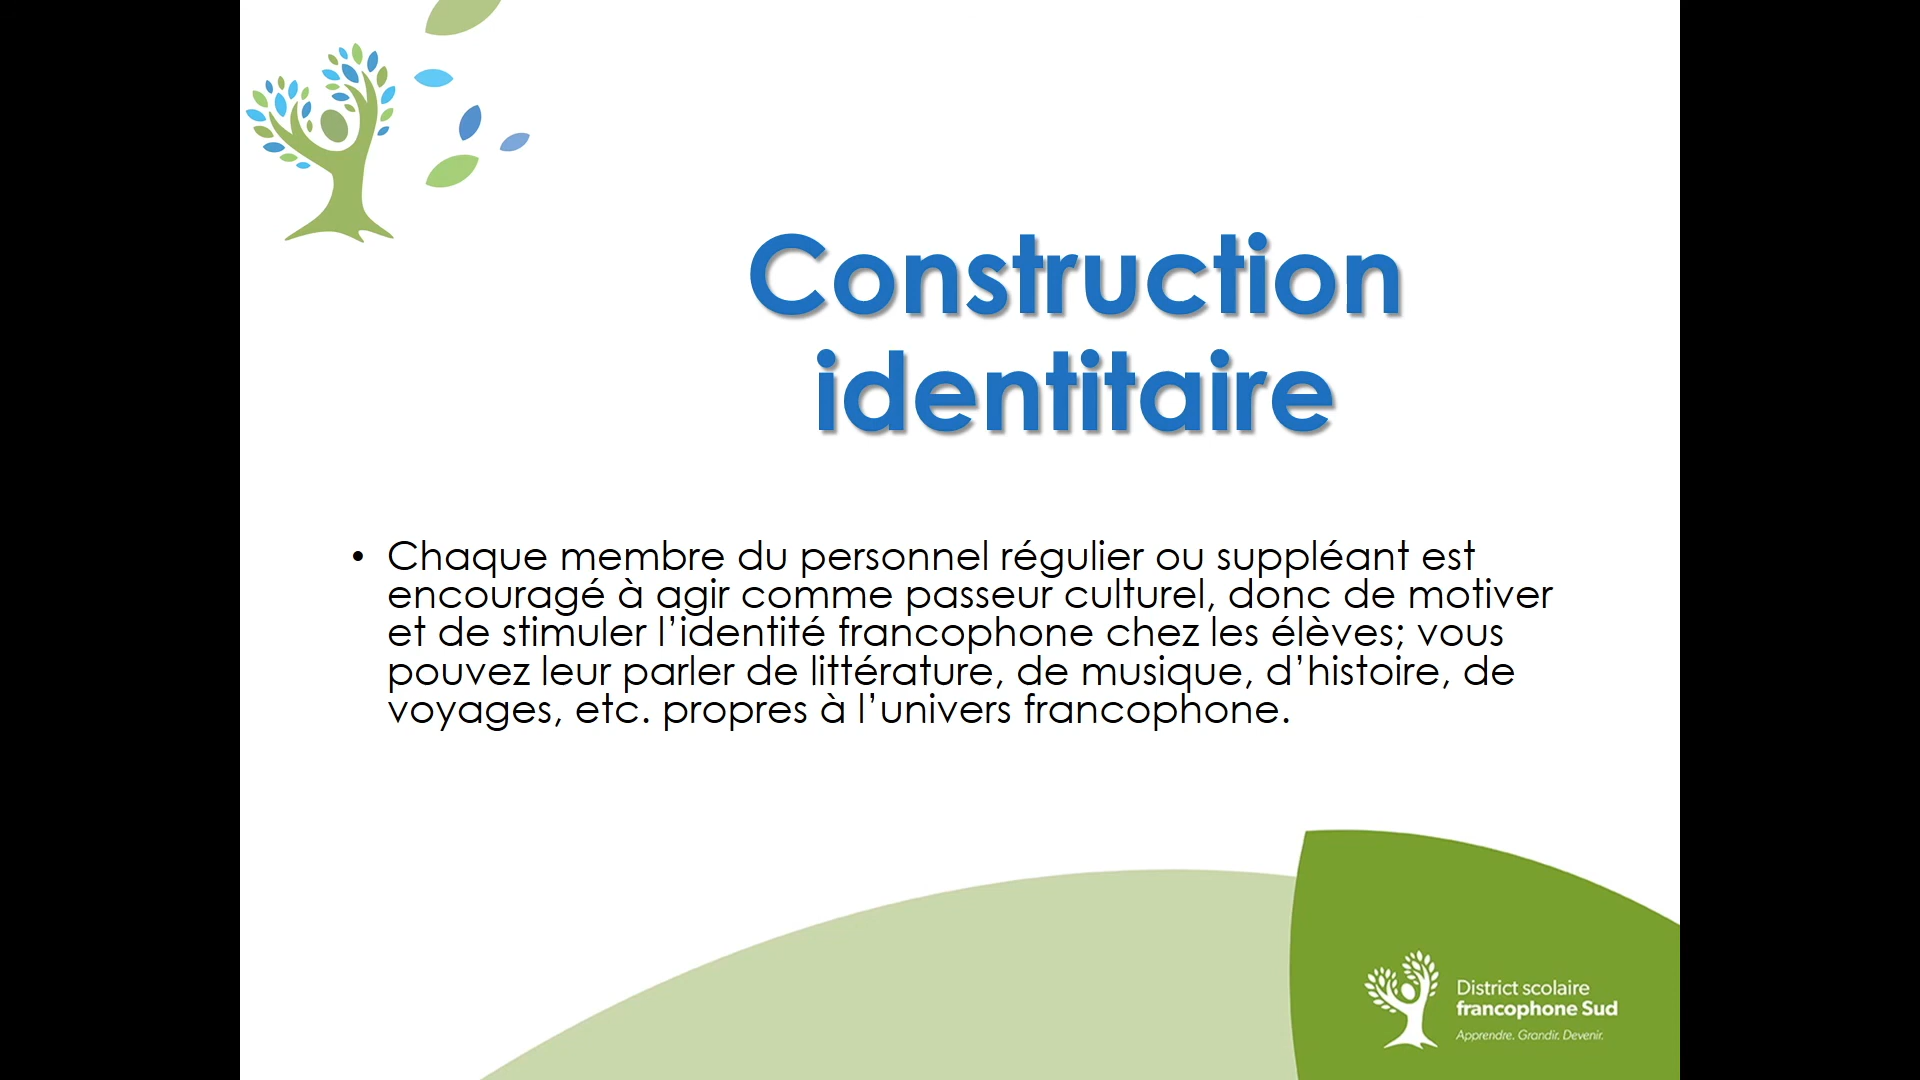 Construction
identitaire
• Chaque membre du personnel régulier ou suppléant est
encouragé à agir comme passeur culturel, donc de motiver
et de stimuler l’identité francophone chez les élèves; vous
pouvez leur parler de littérature, de musique, d’histoire, de
voyages, etc. propres à l’univers francophone.
District scolaire
francophone Sud
Apprendre. Grandir. Devenir.